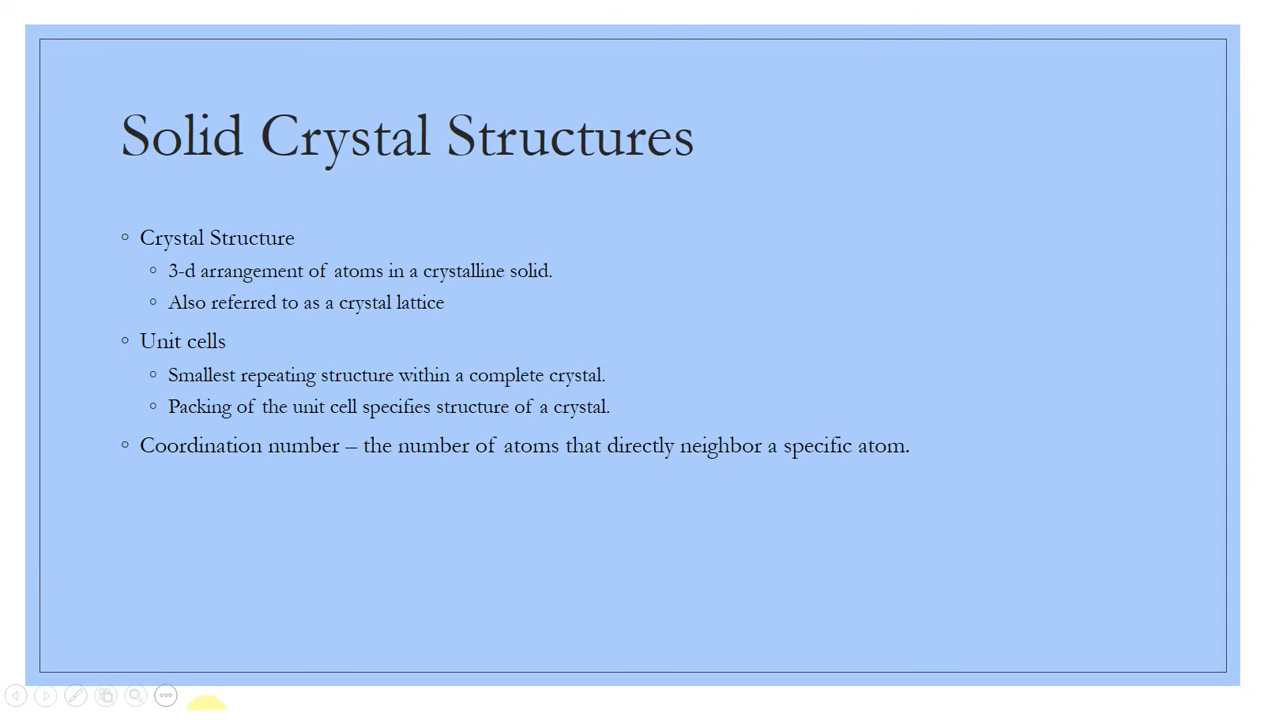 Solid Crystal Structures
Crystal Structure
3-d arrangement of atoms in a crystalline solid.
Also referred to as a crystal lattice
Unit cells
Smallest repeating structure within a complete crystal.
Packing of the unit cell specifies structure of a crystal.
Coordination number – the number of atoms that directly neighbor a specific atom.